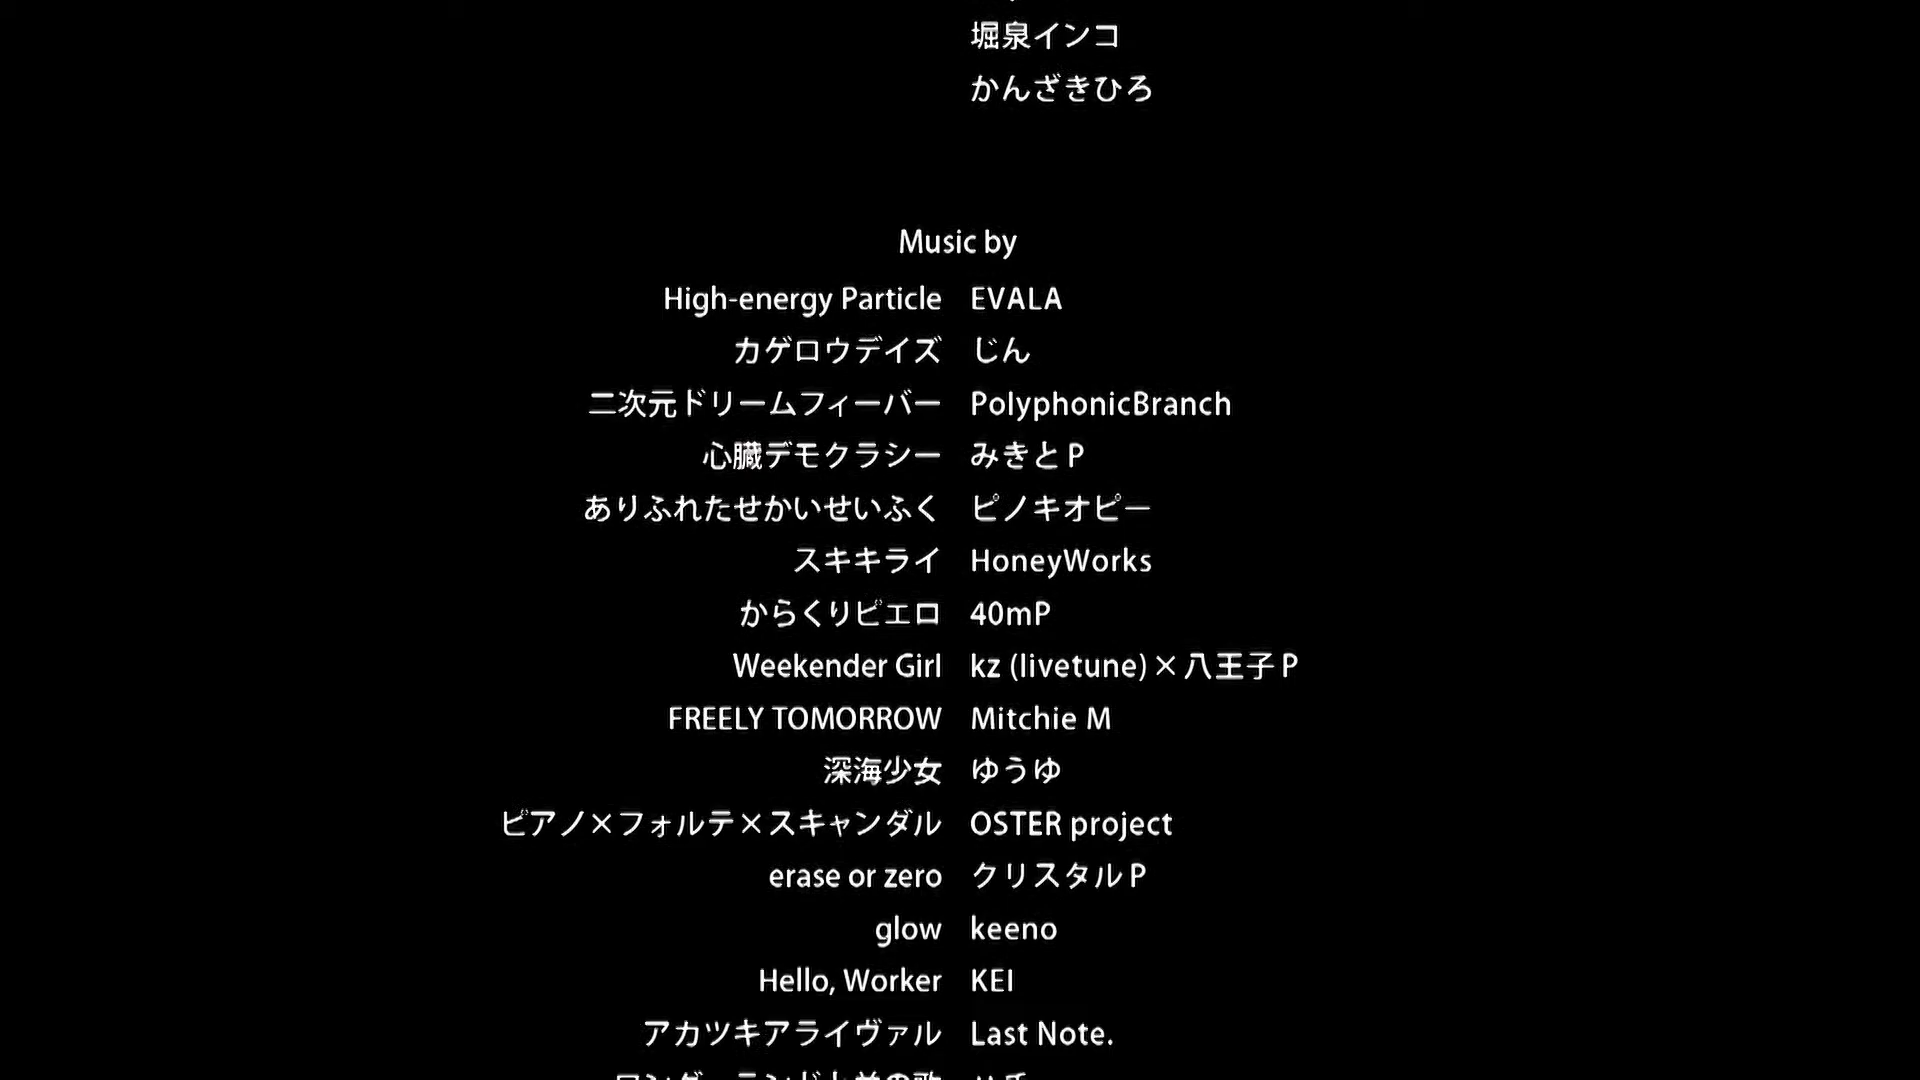 堀泉インコ
かんざきひろ
Music by
High-energy Particle EVALA
カゲロウデイズ じん
二次元ドリームフィーバー PolyphonicBranch
心臓デモクラシー みきとP
ありふれたせかいせいふく ピノキオピー
スキキライ HoneyWorks
からくりピエロ 40mP
Weekender Girl kz (livetune)×八王子P
FREELY TOMORROW Mitchie M
深海少女 ゆうゆ
ピアノ×フォルテ×スキャンダル OSTER project
erase or zero クリスタルP
glow keeno
Hello, Worker KEI
アカツキアライヴァル Last Note.